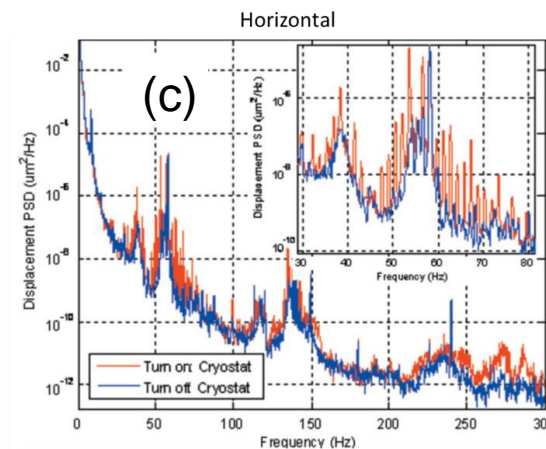 Horizontal
(c)
Displacement PSD (um²/Hz)
10⁻²
10⁻⁴
10⁻⁶
10⁻⁸
10⁻¹⁰
10⁻¹²
0
50
100
150
200
250
300
Frequency (Hz)
Turn on: Cryostat
Turn off Cryostat
Displacement PSD (um²/Hz)
10⁻⁶
10⁻⁸
10⁻¹⁰
30
40
50
60
70
80
Frequency (Hz)